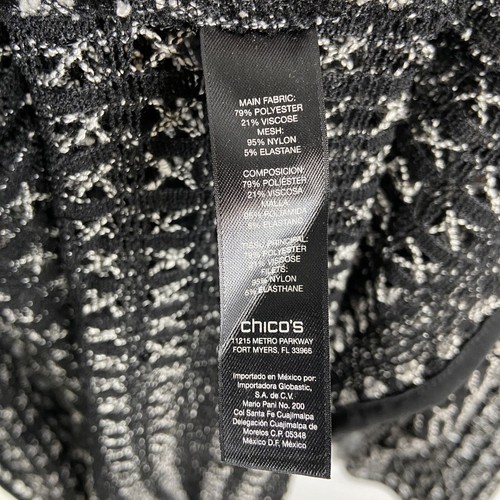 MAIN FABRIC:
79% POLYESTER
21% VISCOSE
MESH:
95% NYLON
5% ELASTANE
COMPOSICION:
79% POLIÉSTER
21% VISCOSA
MALLA:
95% POLIAMIDA
5% ELASTANE
TISSU PRINCIPAL:
79% POLYESTER
21% VISCOSE
FILETS:
95% NYLON
5% ELASTHANE
chico's
11215 METRO PARKWAY
FORT MYERS, FL 33966
Importado en México por:
Importadora Globastic,
S.A. de C.V.
Mario Pani No. 200
Col Santa Fe Cuajimalpa
Delegación Cuajimalpa de
Morelos C.P. 05348
México D.F. México